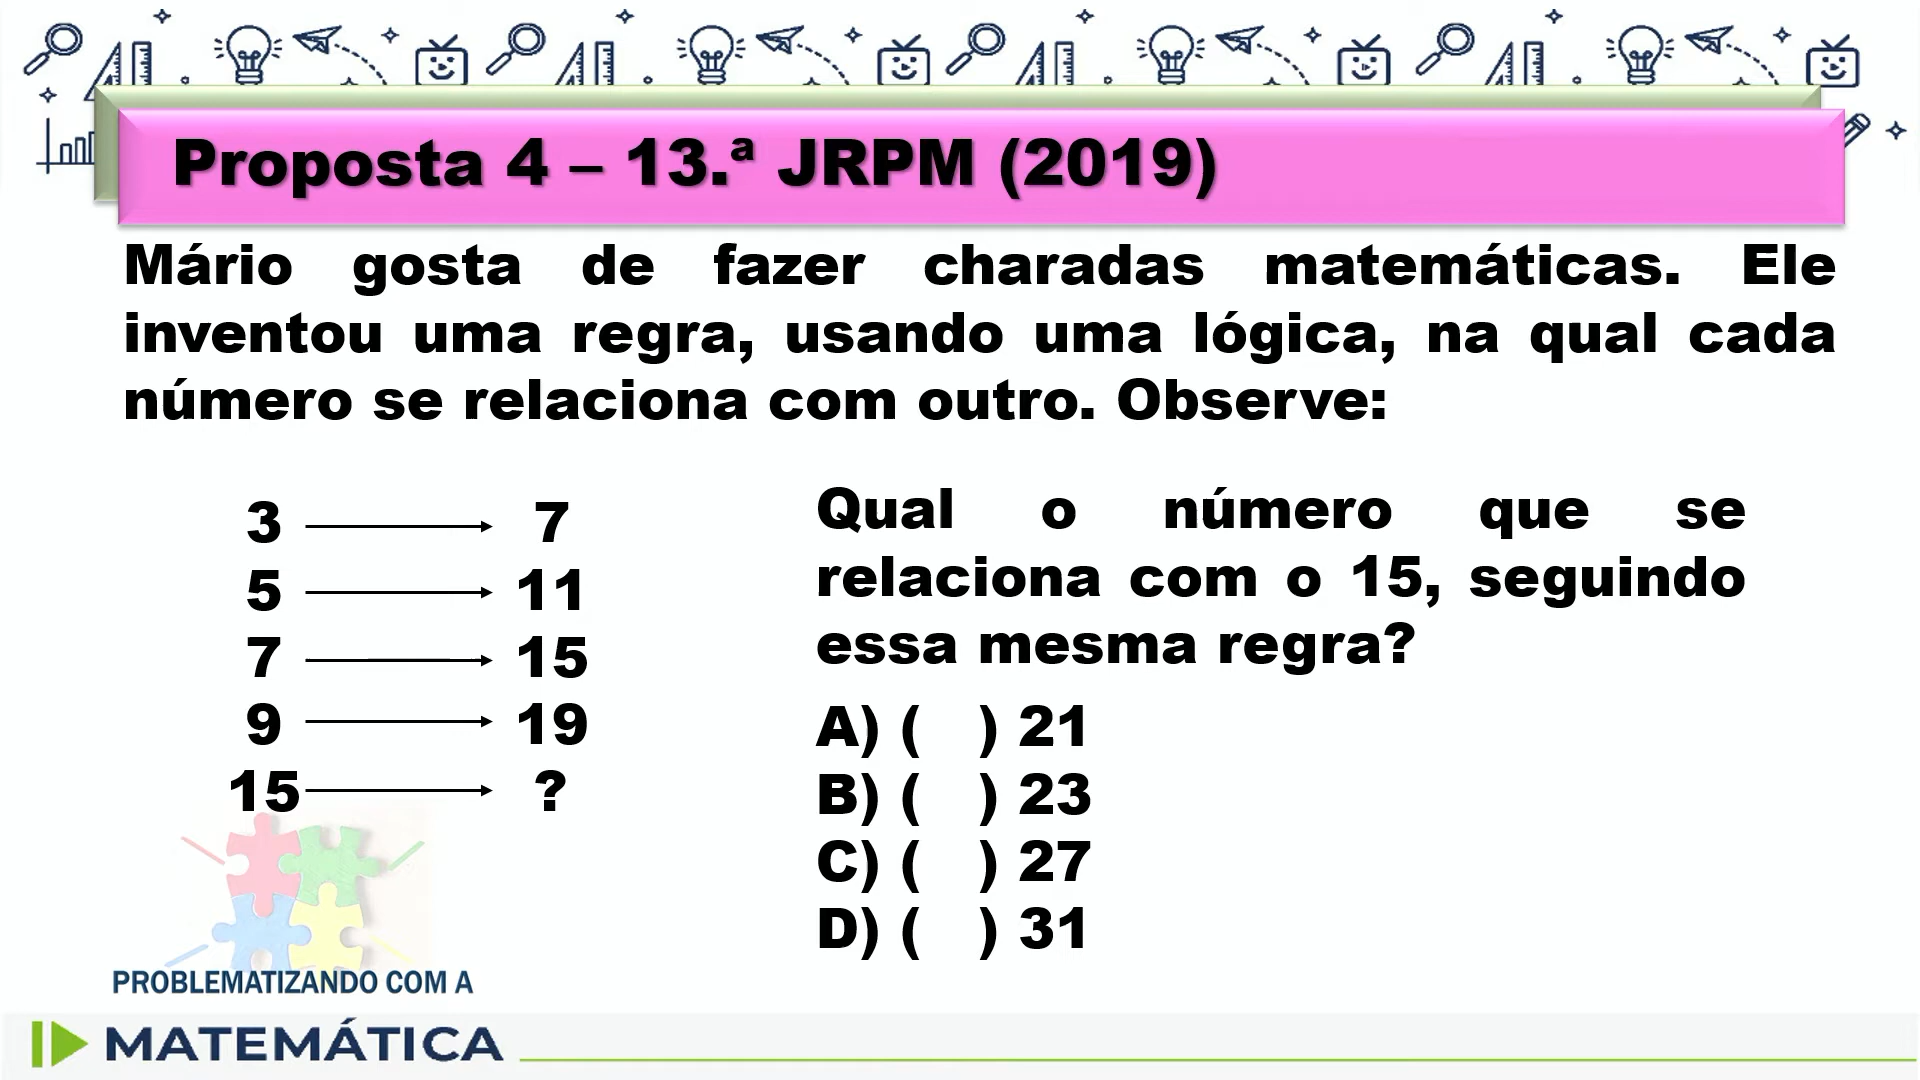 Proposta 4 – 13.ª JRPM (2019)
Mário gosta de fazer charadas matemáticas. Ele
inventou uma regra, usando uma lógica, na qual cada
número se relaciona com outro. Observe:
3 7
5 11
7 15
9 19
15 ?
Qual o número que se
relaciona com o 15, seguindo
essa mesma regra?
A) ( ) 21
B) ( ) 23
C) ( ) 27
D) ( ) 31
PROBLEMATIZANDO COM A
MATEMÁTICA